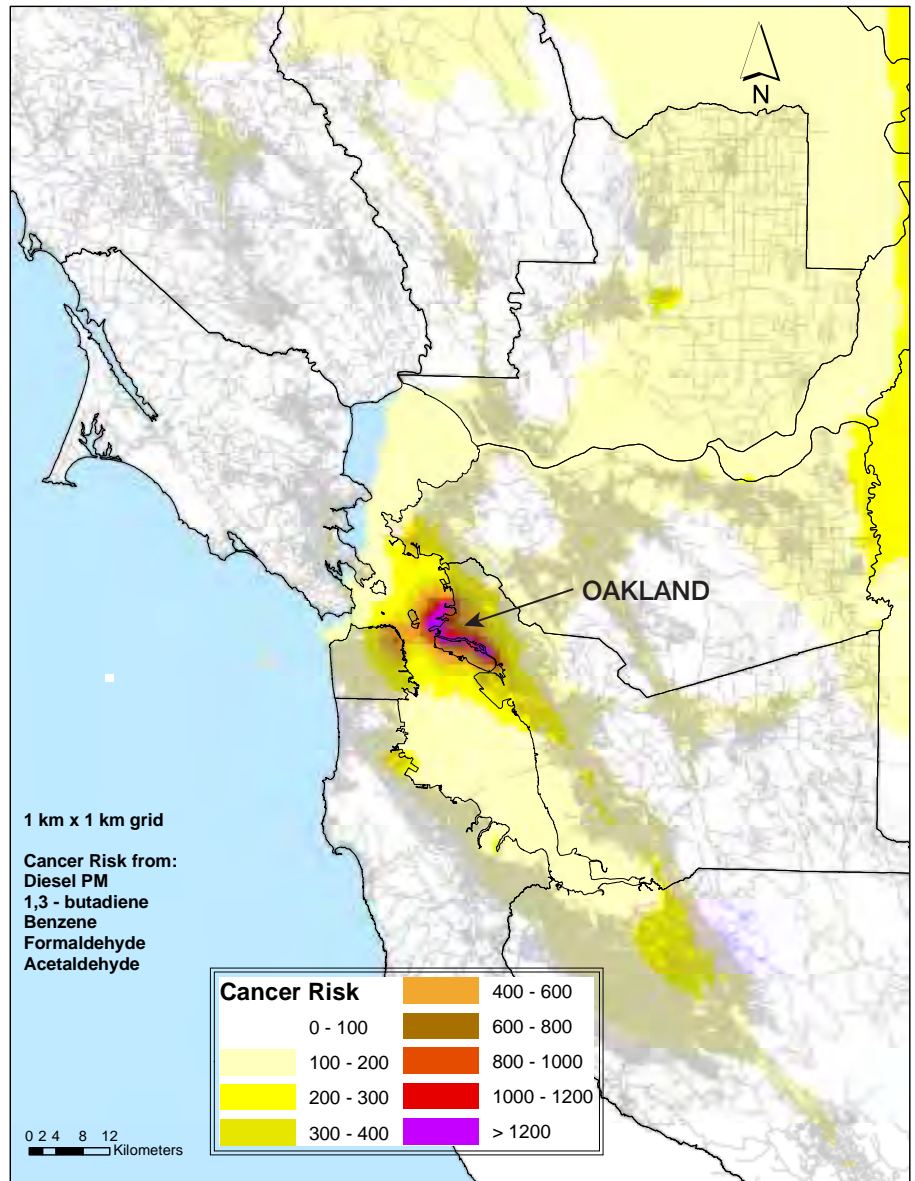 N
OAKLAND
1 km x 1 km grid
Cancer Risk from:
Diesel PM
1,3 - butadiene
Benzene
Formaldehyde
Acetaldehyde
Cancer Risk
0 - 100
100 - 200
200 - 300
300 - 400
400 - 600
600 - 800
800 - 1000
1000 - 1200
> 1200
0 2 4 8 12
Kilometers